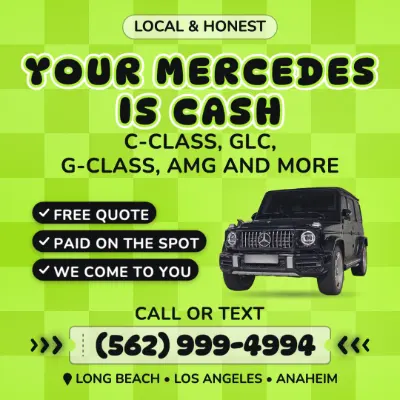 LOCAL & HONEST
YOUR MERCEDES
IS CASH
C-CLASS, GLC,
G-CLASS, AMG AND MORE
FREE QUOTE
PAID ON THE SPOT
WE COME TO YOU
CALL OR TEXT
(562) 999-4994
LONG BEACH • LOS ANGELES • ANAHEIM